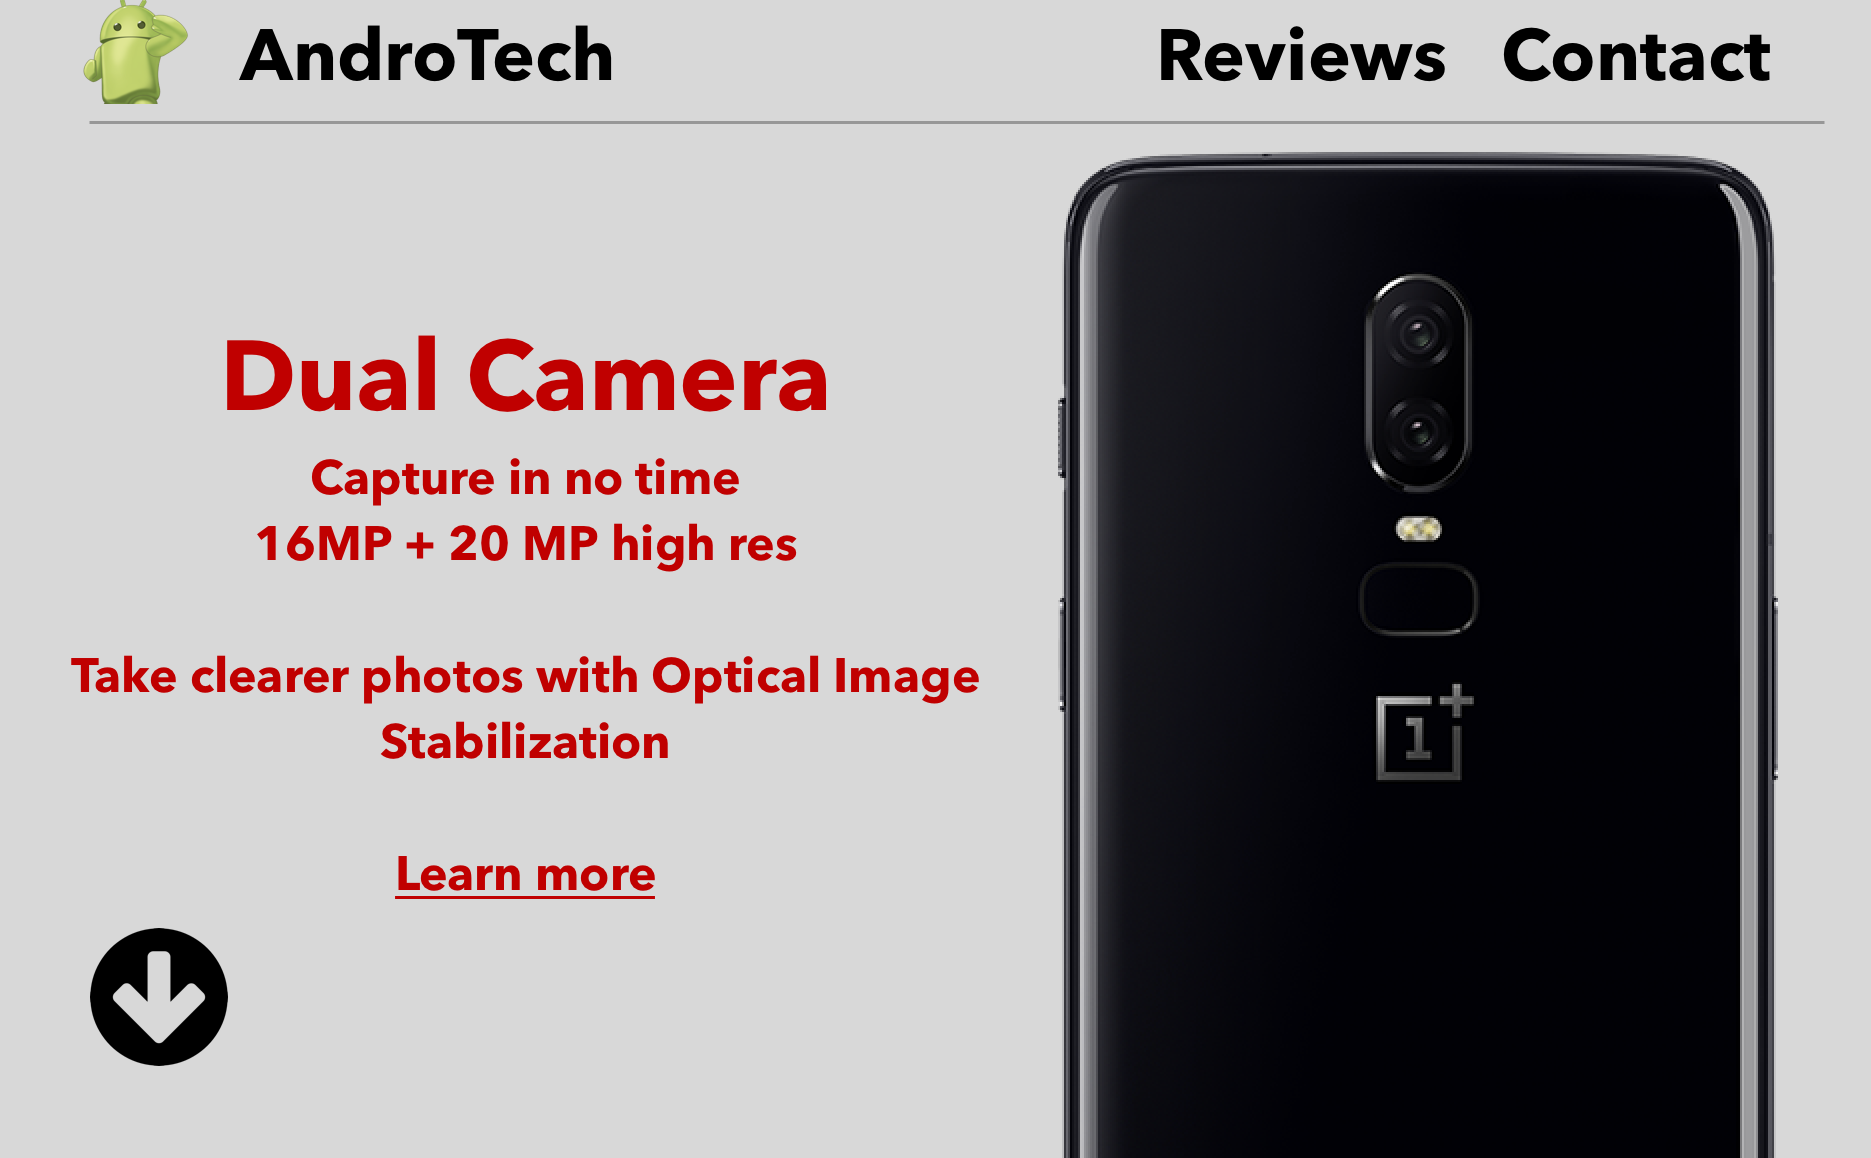 AndroTech
Reviews Contact
Dual Camera
Capture in no time
16MP + 20 MP high res
Take clearer photos with Optical Image
Stabilization
Learn more
1+